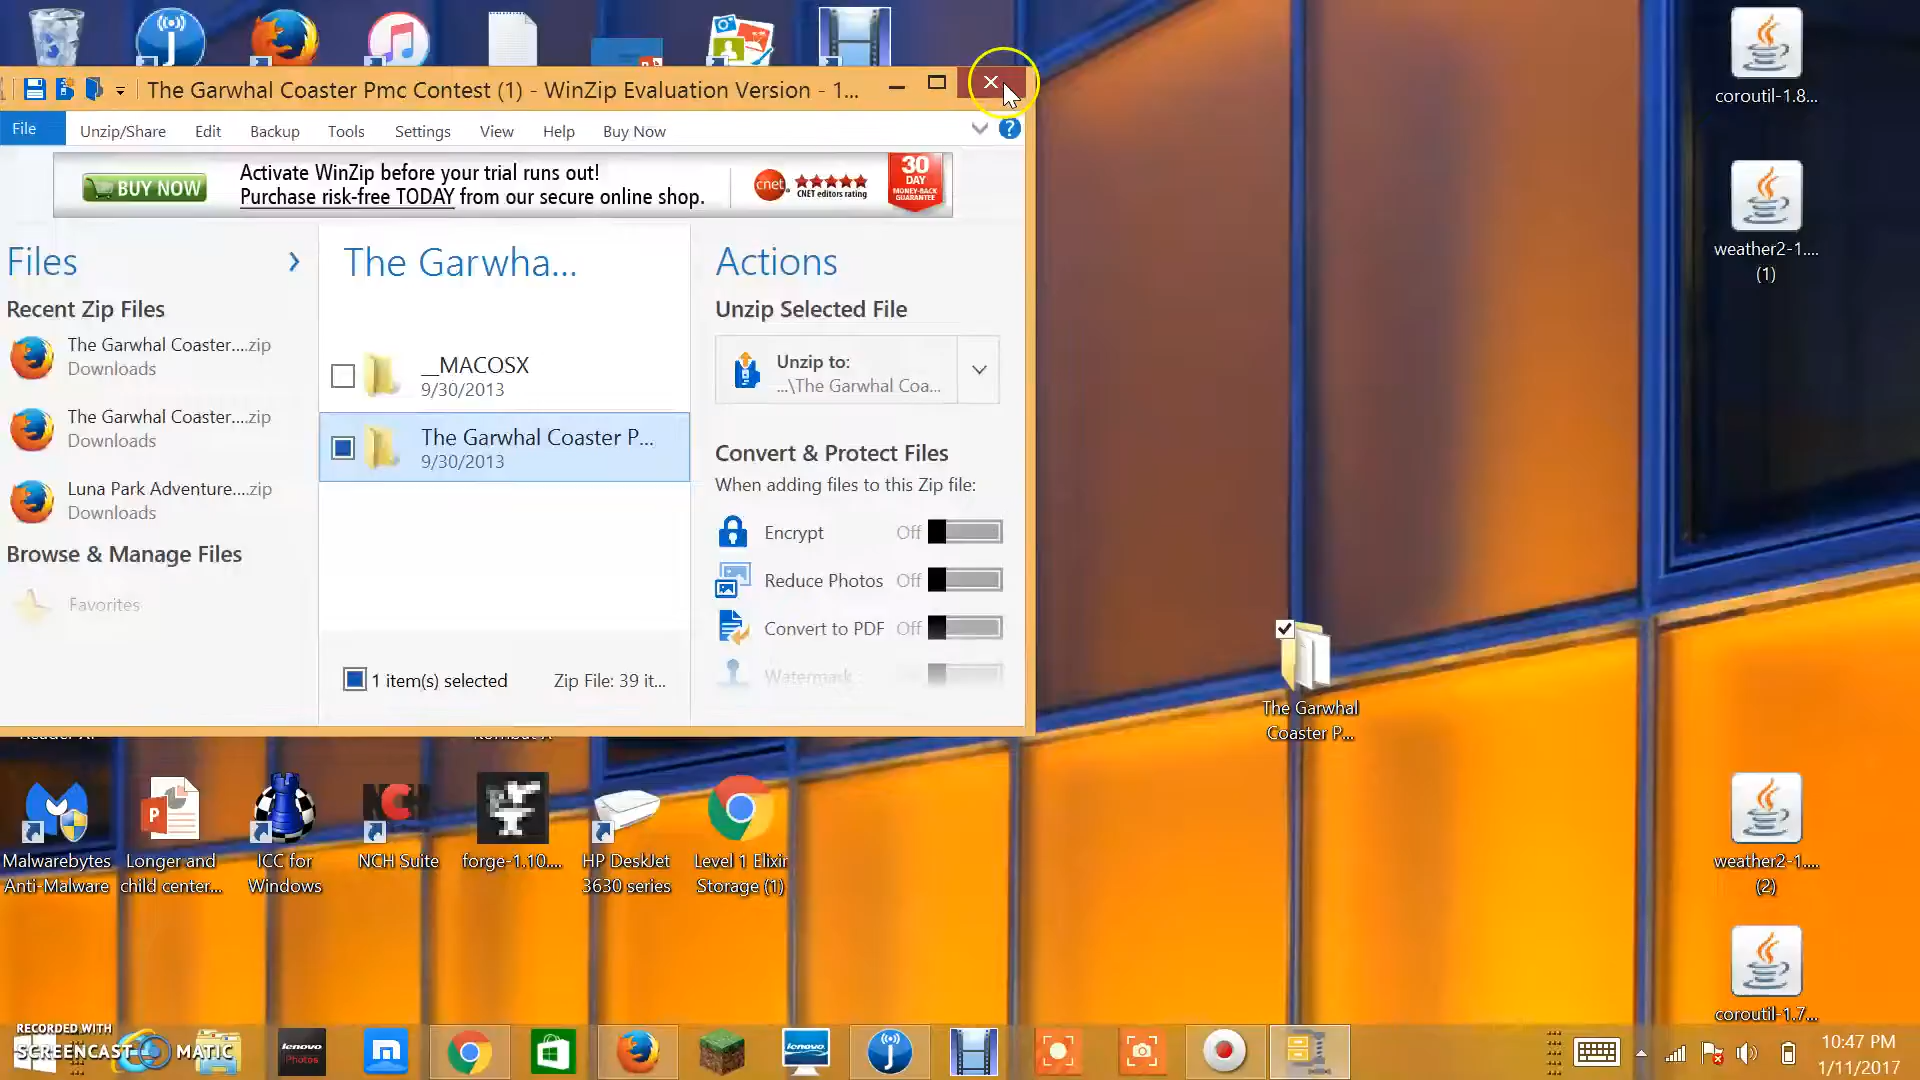 The Garwhal Coaster Pmc Contest (1) - WinZip Evaluation Version - 1...
File
Unzip/Share
Edit
Backup
Tools
Settings
View
Help
Buy Now
BUY NOW
Activate WinZip before your trial runs out!
Purchase risk-free TODAY from our secure online shop.
cnet
CNET editors rating
30
DAY
MONEY-BACK
GUARANTEE
Files
Recent Zip Files
The Garwhal Coaster....zip
Downloads
The Garwhal Coaster....zip
Downloads
Luna Park Adventure....zip
Downloads
Browse & Manage Files
Favorites
The Garwha...
__MACOSX
9/30/2013
The Garwhal Coaster P...
9/30/2013
1 item(s) selected
Zip File: 39 it...
Actions
Unzip Selected File
Unzip to:
...\The Garwhal Coa...
Convert & Protect Files
When adding files to this Zip file:
Encrypt
Off
Reduce Photos
Off
Convert to PDF
Off
Watermark
coroutil-1.8...
weather2-1....
(1)
The Garwhal
Coaster P...
weather2-1....
(2)
coroutil-1.7...
Malwarebytes
Anti-Malware
Longer and
child center...
ICC for
Windows
NCH Suite
forge-1.10....
HP DeskJet
3630 series
Level 1 Elixir
Storage (1)
RECORDED WITH
SCREENCAST MATIC
lenovo
Photos
lenovo
10:47 PM
1/11/2017